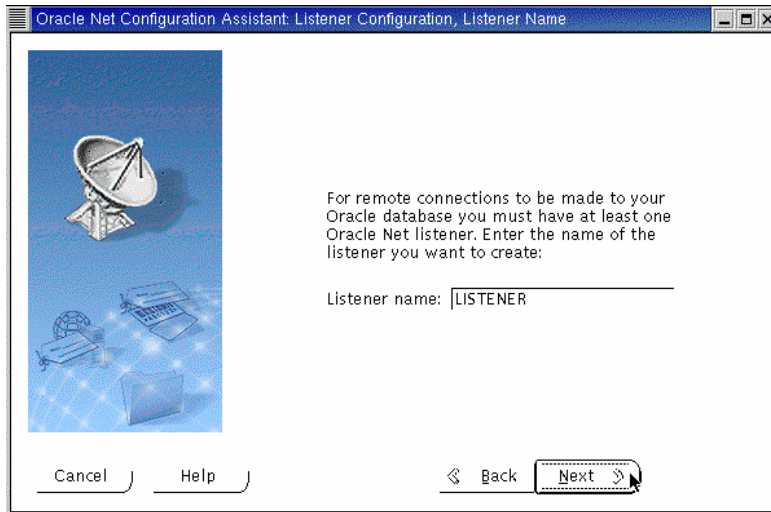 Oracle Net Configuration Assistant: Listener Configuration, Listener Name
For remote connections to be made to your
Oracle database you must have at least one
Oracle Net listener. Enter the name of the
listener you want to create:
Listener name: LISTENER
Cancel Help Back Next